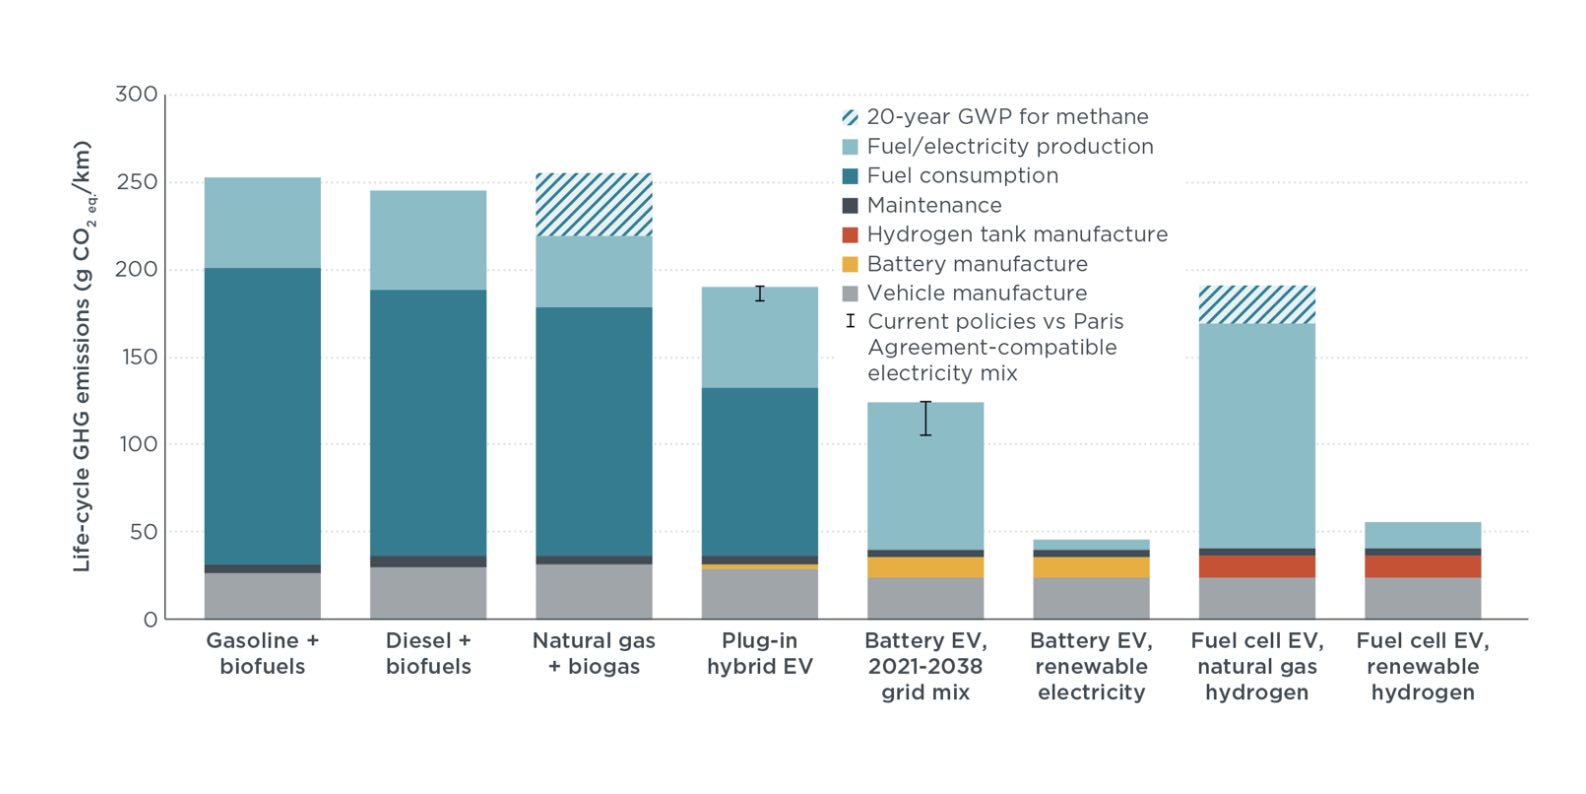 Life-cycle GHG emissions (g CO2 eq./km)
300
250
200
150
100
50
0
20-year GWP for methane
Fuel/electricity production
Fuel consumption
Maintenance
Hydrogen tank manufacture
Battery manufacture
Vehicle manufacture
Current policies vs Paris
Agreement-compatible
electricity mix
Gasoline +
biofuels
Diesel +
biofuels
Natural gas
+ biogas
Plug-in
hybrid EV
Battery EV,
2021-2038
grid mix
Battery EV,
renewable
electricity
Fuel cell EV,
natural gas
hydrogen
Fuel cell EV,
renewable
hydrogen